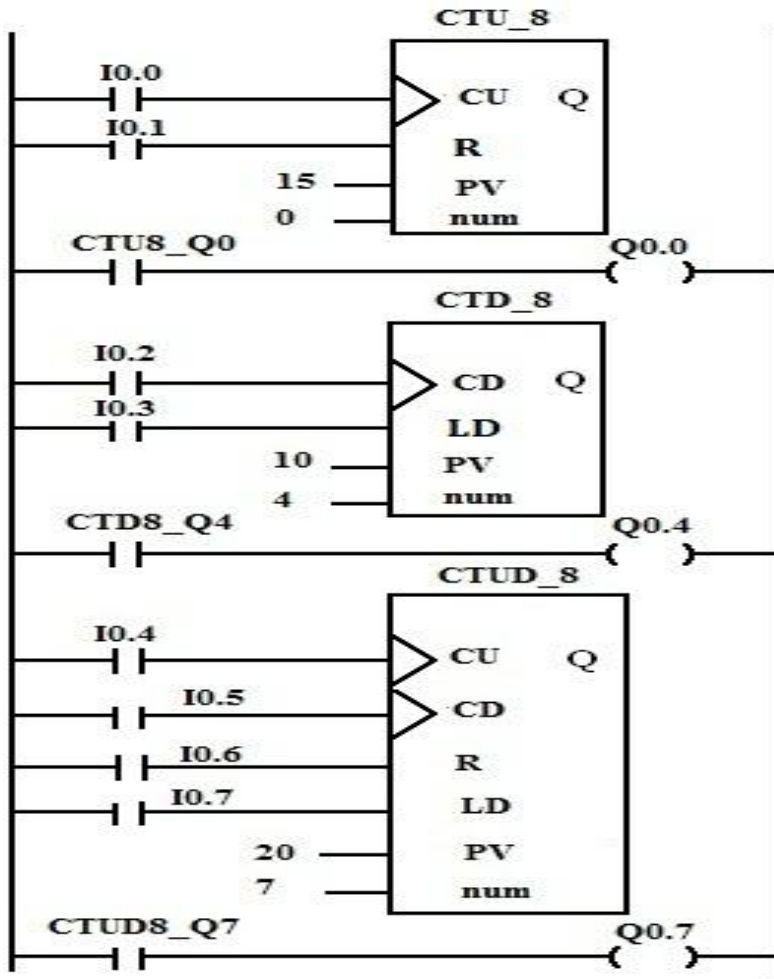 CTU_8
I0.0
CU Q
I0.1
R
15 PV
0 num
CTU8_Q0 Q0.0
CTD_8
I0.2
CD Q
I0.3
LD
10 PV
4 num
CTD8_Q4 Q0.4
CTUD_8
I0.4
CU Q
I0.5
CD
I0.6
R
I0.7
LD
20 PV
7 num
CTUD8_Q7 Q0.7